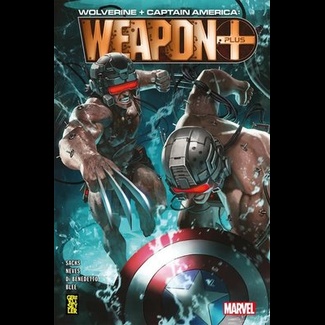 WOLVERINE + CAPTAIN AMERICA:
WEAPON +
PLUS
SACKS
NEVES
DI BENEDETTO
BLEE
MARVEL